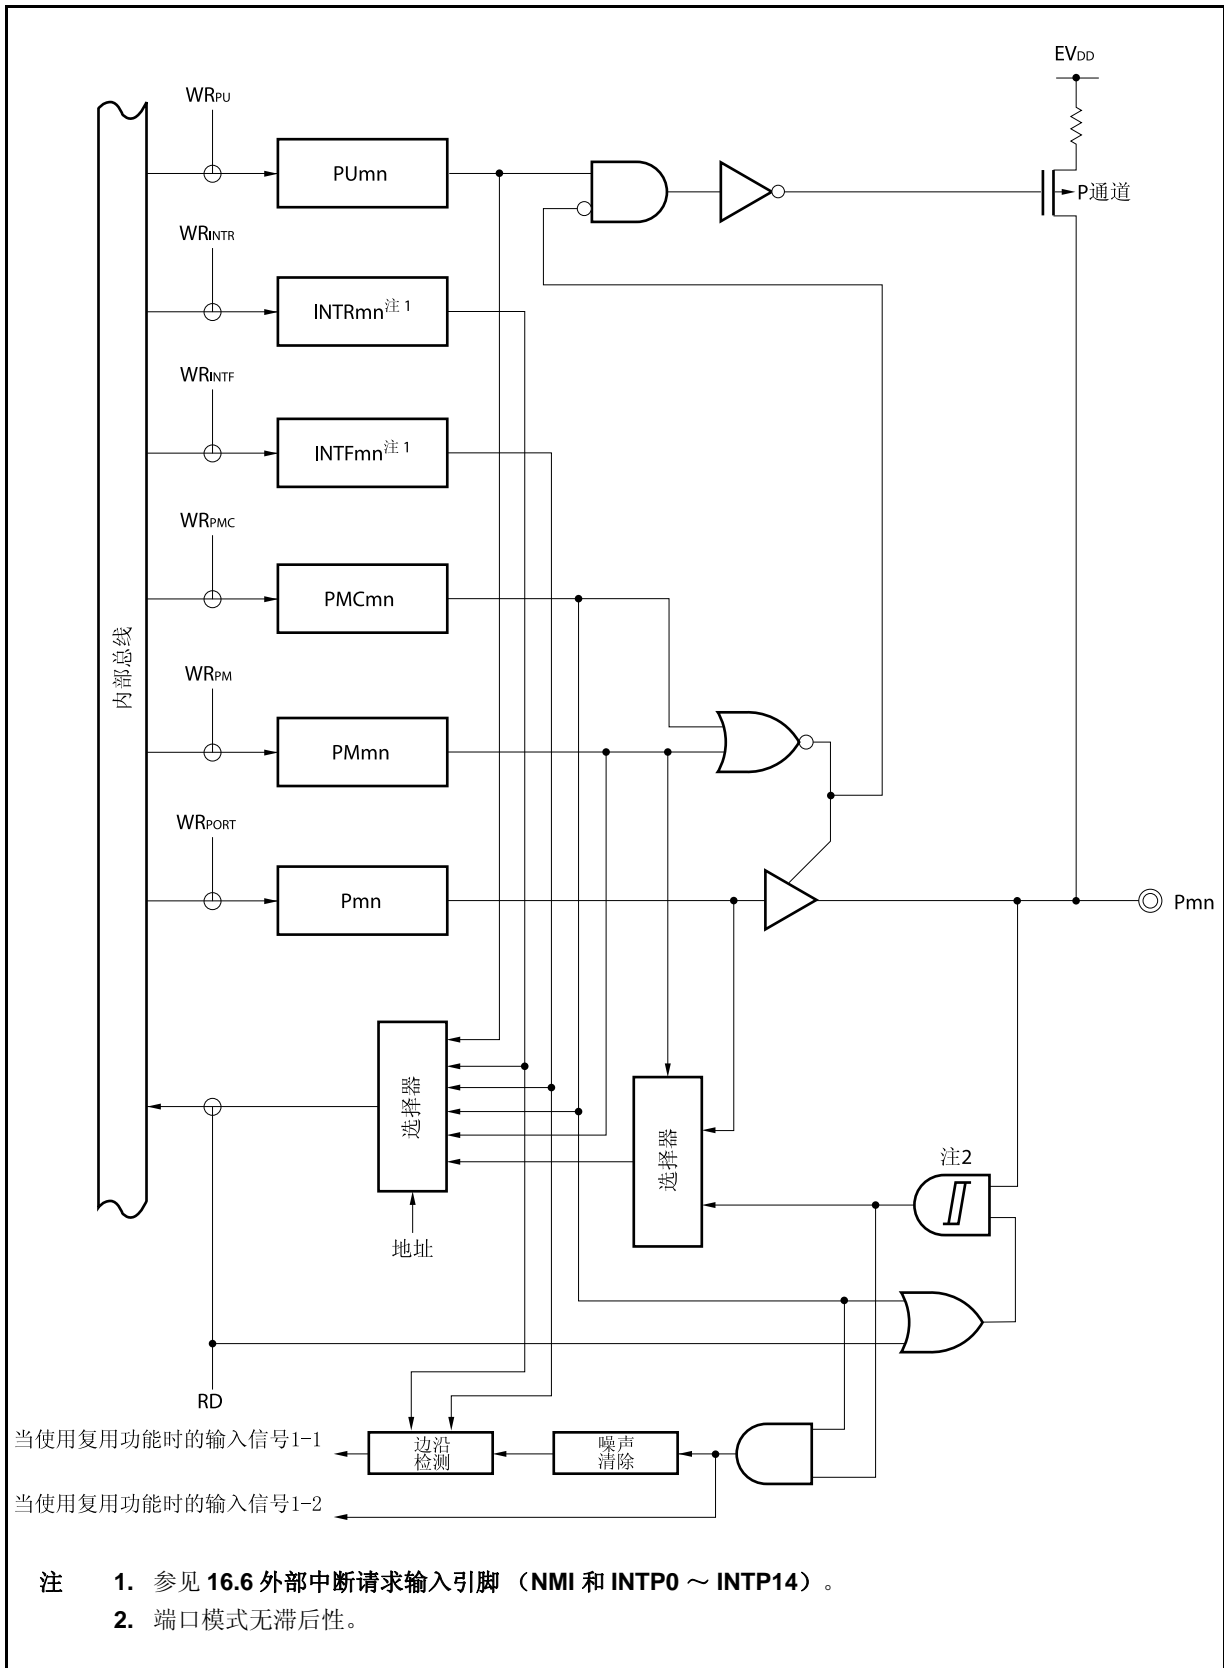 EVDD
WRPU
PUmn
P通道
WRINTR
INTRmn注 1
WRINTF
INTFmn注 1
WRPMC
PMCmn
内部总线
WRPM
PMmn
WRPORT
Pmn
Pmn
选择器
选择器
注2
地址
RD
当使用复用功能时的输入信号1-1
边沿
检测
噪声
清除
当使用复用功能时的输入信号1-2
注 1. 参见 16.6 外部中断请求输入引脚 （NMI 和 INTP0 ～ INTP14）。
2. 端口模式无滞后性。